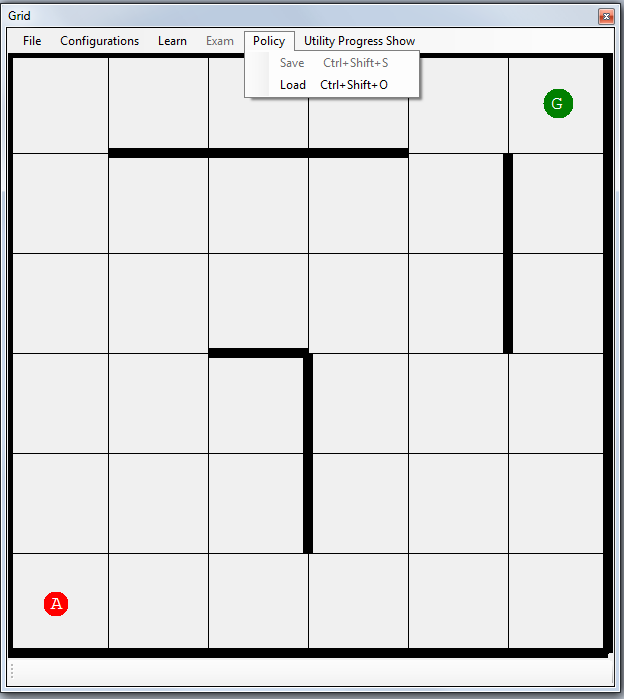 Grid
File Configurations Learn Exam Policy Utility Progress Show
Save Ctrl+Shift+S
Load Ctrl+Shift+O
G
A